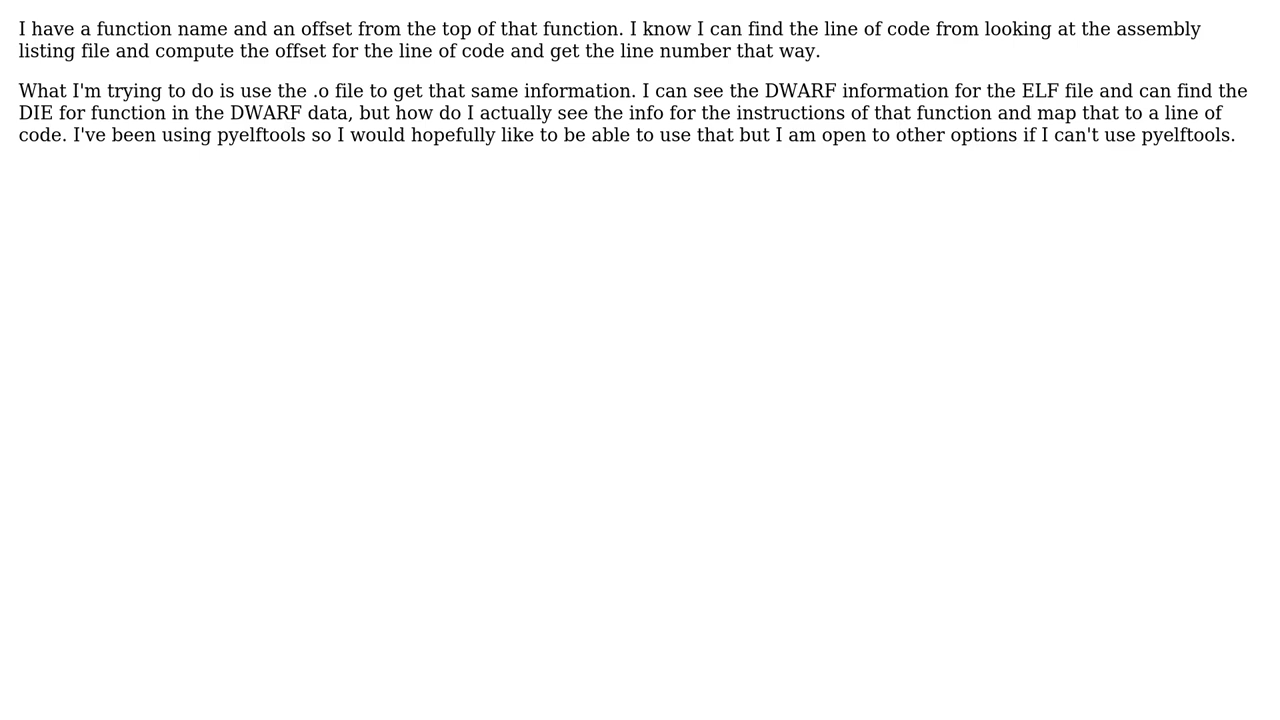 I have a function name and an offset from the top of that function. I know I can find the line of code from looking at the assembly
listing file and compute the offset for the line of code and get the line number that way.
What I'm trying to do is use the .o file to get that same information. I can see the DWARF information for the ELF file and can find the
DIE for function in the DWARF data, but how do I actually see the info for the instructions of that function and map that to a line of
code. I've been using pyelftools so I would hopefully like to be able to use that but I am open to other options if I can't use pyelftools.